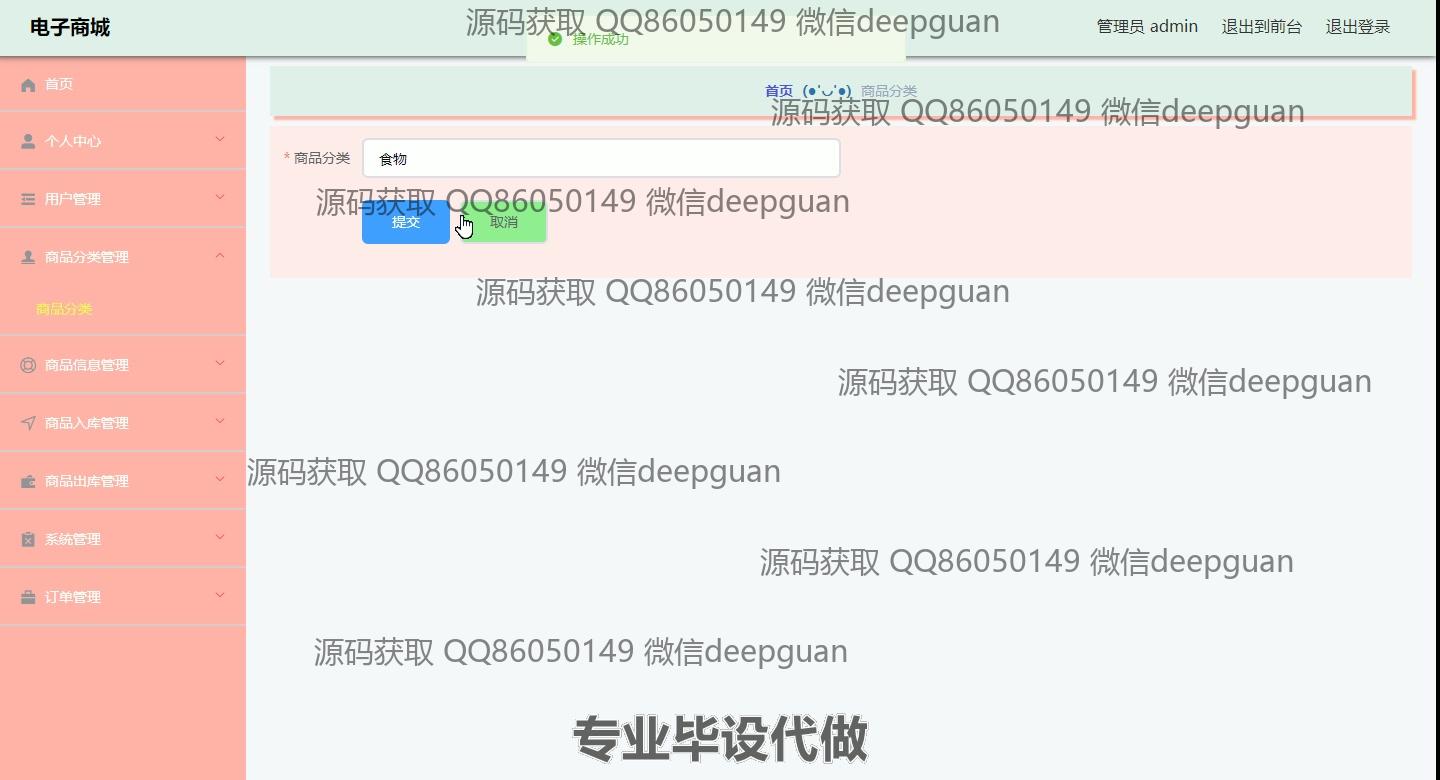 电子商城
源码获取 QQ86050149 微信deepguan
操作成功
管理员 admin 退出到前台 退出登录
首页
首页 (●'◡'●) 商品分类
源码获取 QQ86050149 微信deepguan
个人中心
* 商品分类 食物
用户管理
源码获取 QQ86050149 微信deepguan
提交 取消
商品分类管理
源码获取 QQ86050149 微信deepguan
商品分类
商品信息管理
源码获取 QQ86050149 微信deepguan
商品入库管理
源码获取 QQ86050149 微信deepguan
商品出库管理
系统管理
源码获取 QQ86050149 微信deepguan
订单管理
源码获取 QQ86050149 微信deepguan
专业毕设代做